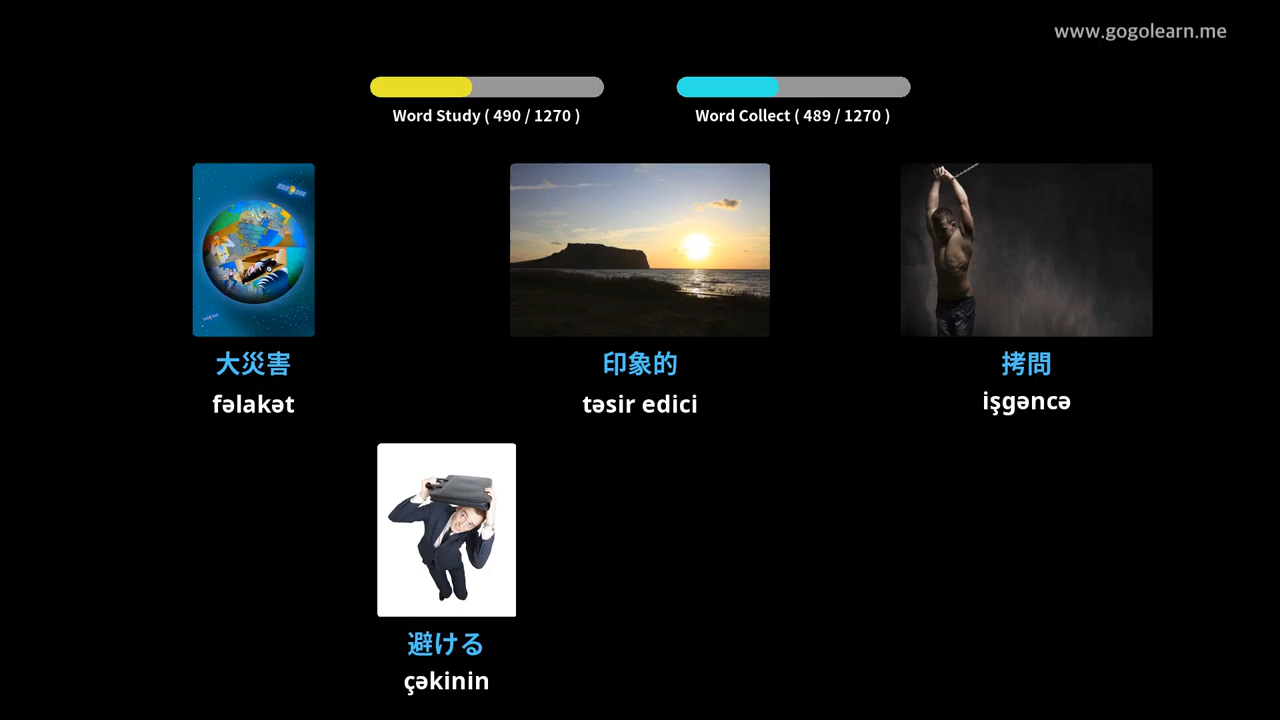 www.gogolearn.me
Word Study ( 490 / 1270 )
Word Collect ( 489 / 1270 )
大災害
fəlakət
印象的
təsir edici
拷問
işgəncə
避ける
çəkinin